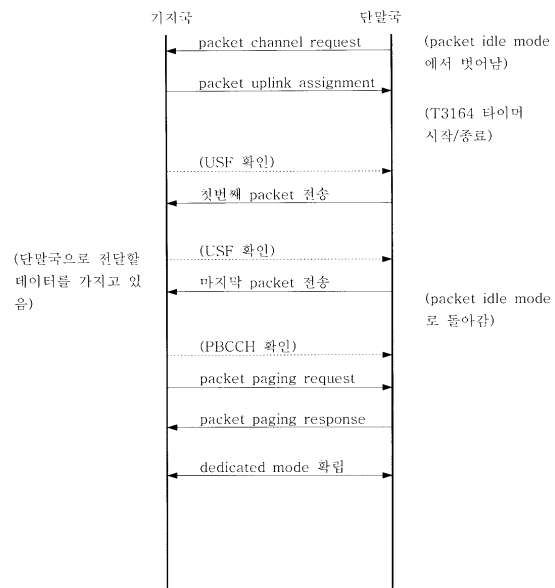 기지국
단말국
packet channel request
(packet idle mode
에서 벗어남)
packet uplink assignment
(T3164 타이머
시작/종료)
(USF 확인)
첫번째 packet 전송
(USF 확인)
(단말국으로 전달할
데이터를 가지고 있
음)
마지막 packet 전송
(packet idle mode
로 돌아감)
(PBCCH 확인)
packet paging request
packet paging response
dedicated mode 확립